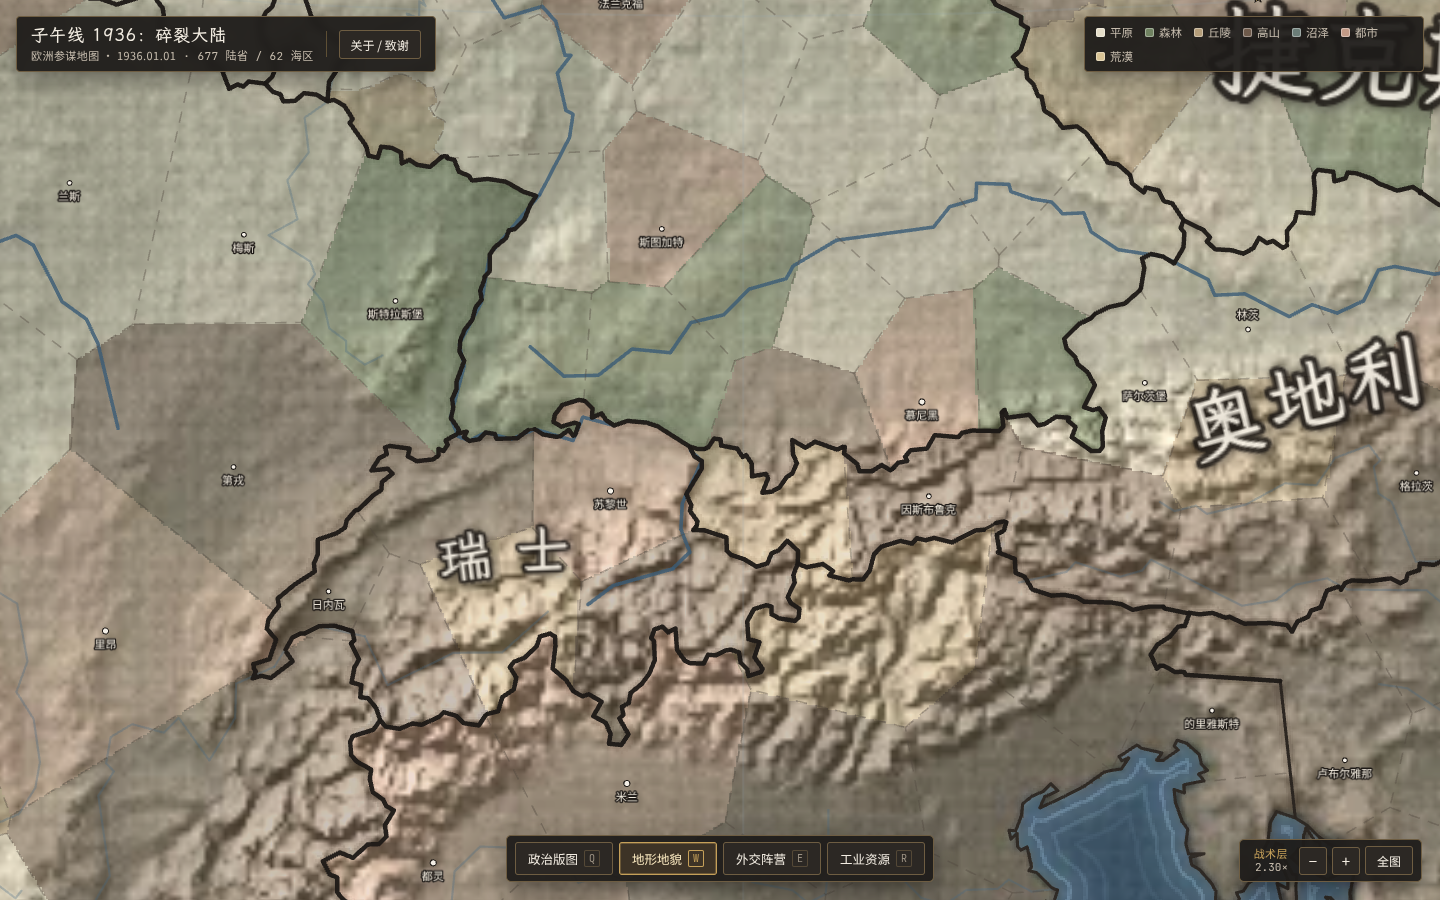 法兰克福
子午线 1936: 碎裂大陆
欧洲参谋地图 · 1936.01.01 · 677 陆省 / 62 海区
关于 / 致谢
平原 森林 丘陵 高山 沼泽 都市
荒漠
捷克
兰斯
梅斯
斯图加特
斯特拉斯堡
林茨
奥地利
萨尔茨堡
慕尼黑
第戎
格拉茨
苏黎世
因斯布鲁克
瑞士
日内瓦
里昂
的里雅斯特
卢布尔雅那
米兰
都灵
政治版图 Q
地形地貌 W
外交阵营 E
工业资源 R
战术层
2.30×
−
+
全图